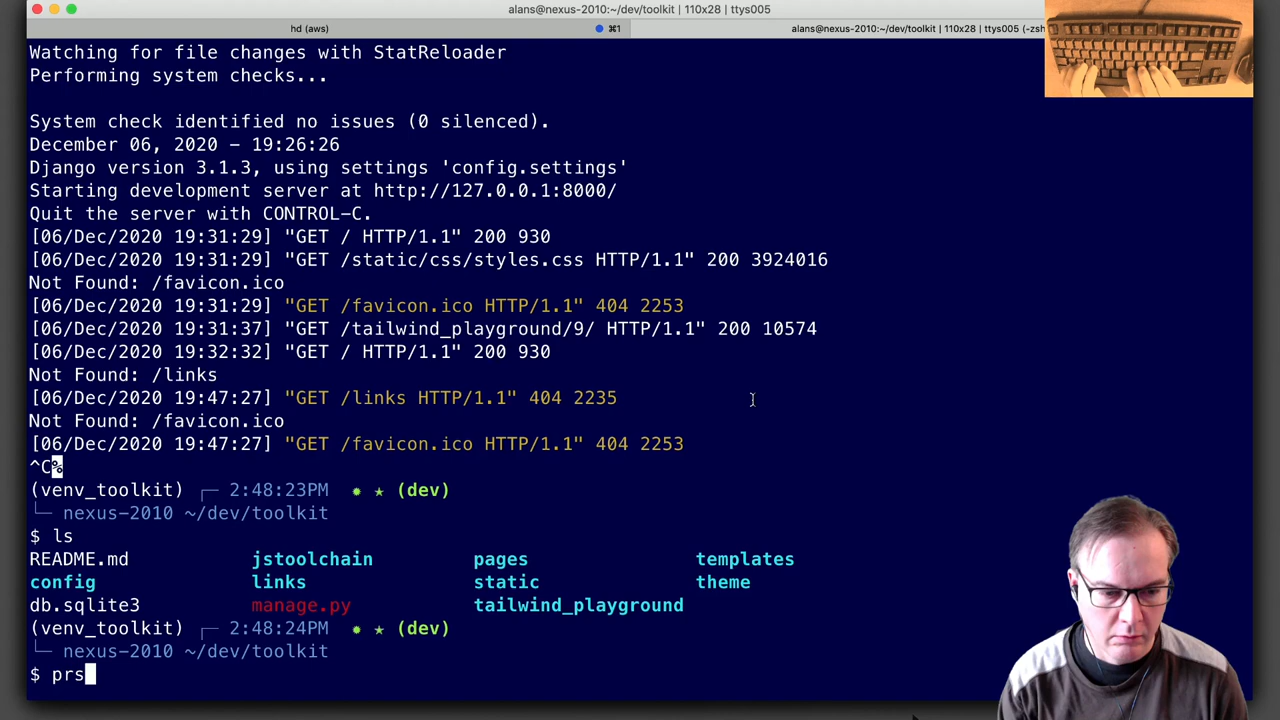 alans@nexus-2010:~/dev/toolkit | 110x28 | ttys005
hd (aws)
⌘1
alans@nexus-2010:~/dev/toolkit | 110x28 | ttys005 (-zsh
Watching for file changes with StatReloader
Performing system checks...
System check identified no issues (0 silenced).
December 06, 2020 - 19:26:26
Django version 3.1.3, using settings 'config.settings'
Starting development server at http://127.0.0.1:8000/
Quit the server with CONTROL-C.
[06/Dec/2020 19:31:29] "GET / HTTP/1.1" 200 930
[06/Dec/2020 19:31:29] "GET /static/css/styles.css HTTP/1.1" 200 3924016
Not Found: /favicon.ico
[06/Dec/2020 19:31:29] "GET /favicon.ico HTTP/1.1" 404 2253
[06/Dec/2020 19:31:37] "GET /tailwind_playground/9/ HTTP/1.1" 200 10574
[06/Dec/2020 19:32:32] "GET / HTTP/1.1" 200 930
Not Found: /links
[06/Dec/2020 19:47:27] "GET /links HTTP/1.1" 404 2235
Not Found: /favicon.ico
[06/Dec/2020 19:47:27] "GET /favicon.ico HTTP/1.1" 404 2253
^C%
(venv_toolkit) ┌─ 2:48:23PM ✹ ★ (dev)
└─ nexus-2010 ~/dev/toolkit
$ ls
README.md jstoolchain pages templates
config links static theme
db.sqlite3 manage.py tailwind_playground
(venv_toolkit) ┌─ 2:48:24PM ✹ ★ (dev)
└─ nexus-2010 ~/dev/toolkit
$ prs